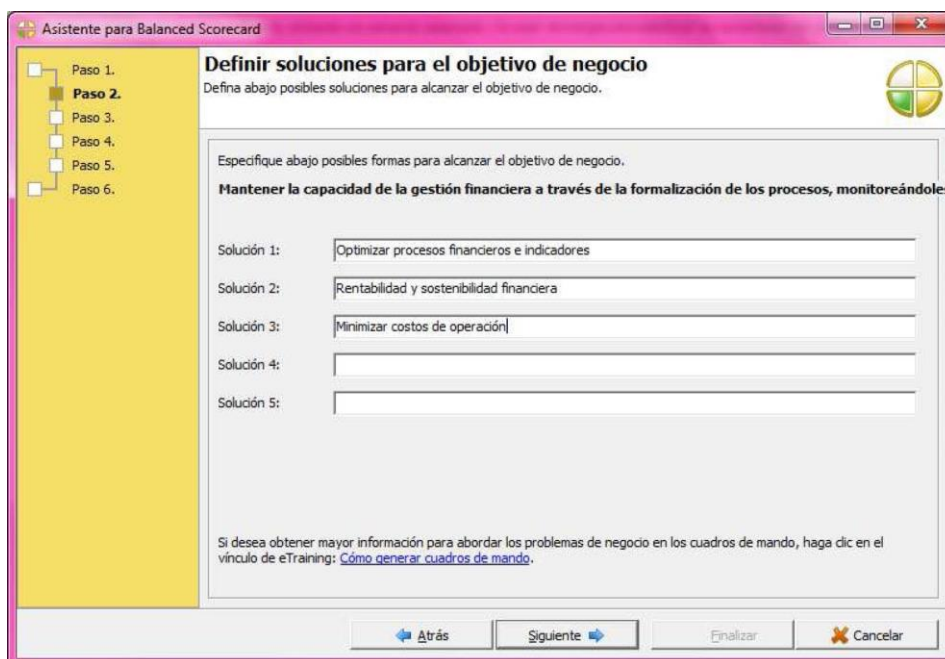 Asistente para Balanced Scorecard
Paso 1.
Paso 2.
Paso 3.
Paso 4.
Paso 5.
Paso 6.
Definir soluciones para el objetivo de negocio
Defina abajo posibles soluciones para alcanzar el objetivo de negocio.
Especifique abajo posibles formas para alcanzar el objetivo de negocio.
Mantener la capacidad de la gestión financiera a través de la formalización de los procesos, monitoreándoles
Solución 1: Optimizar procesos financieros e indicadores
Solución 2: Rentabilidad y sostenibilidad financiera
Solución 3: Minimizar costos de operación
Solución 4:
Solución 5:
Si desea obtener mayor información para abordar los problemas de negocio en los cuadros de mando, haga clic en el
vínculo de eTraining: Cómo generar cuadros de mando.
Atrás Siguiente Finalizar Cancelar